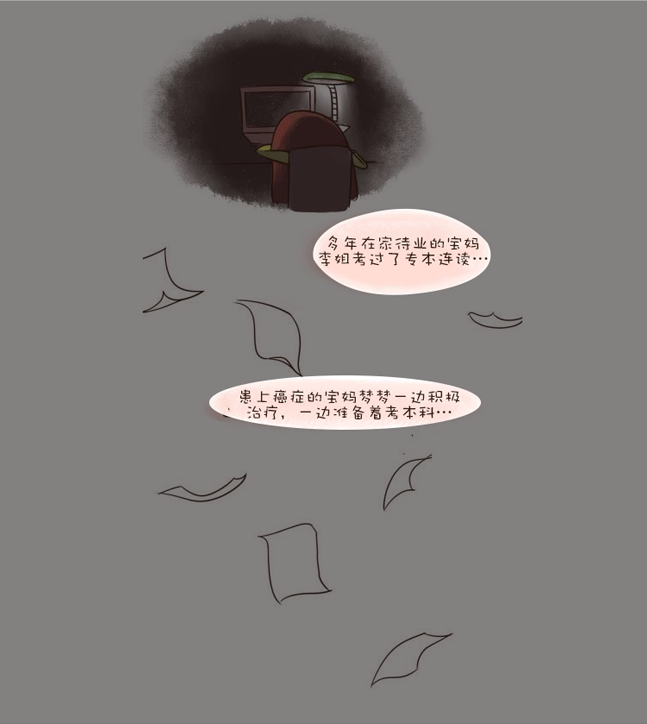 多年在家待业的宝妈
李姐考过了专本连读…
患上癌症的宝妈梦梦一边积极
治疗，一边准备着考本科…